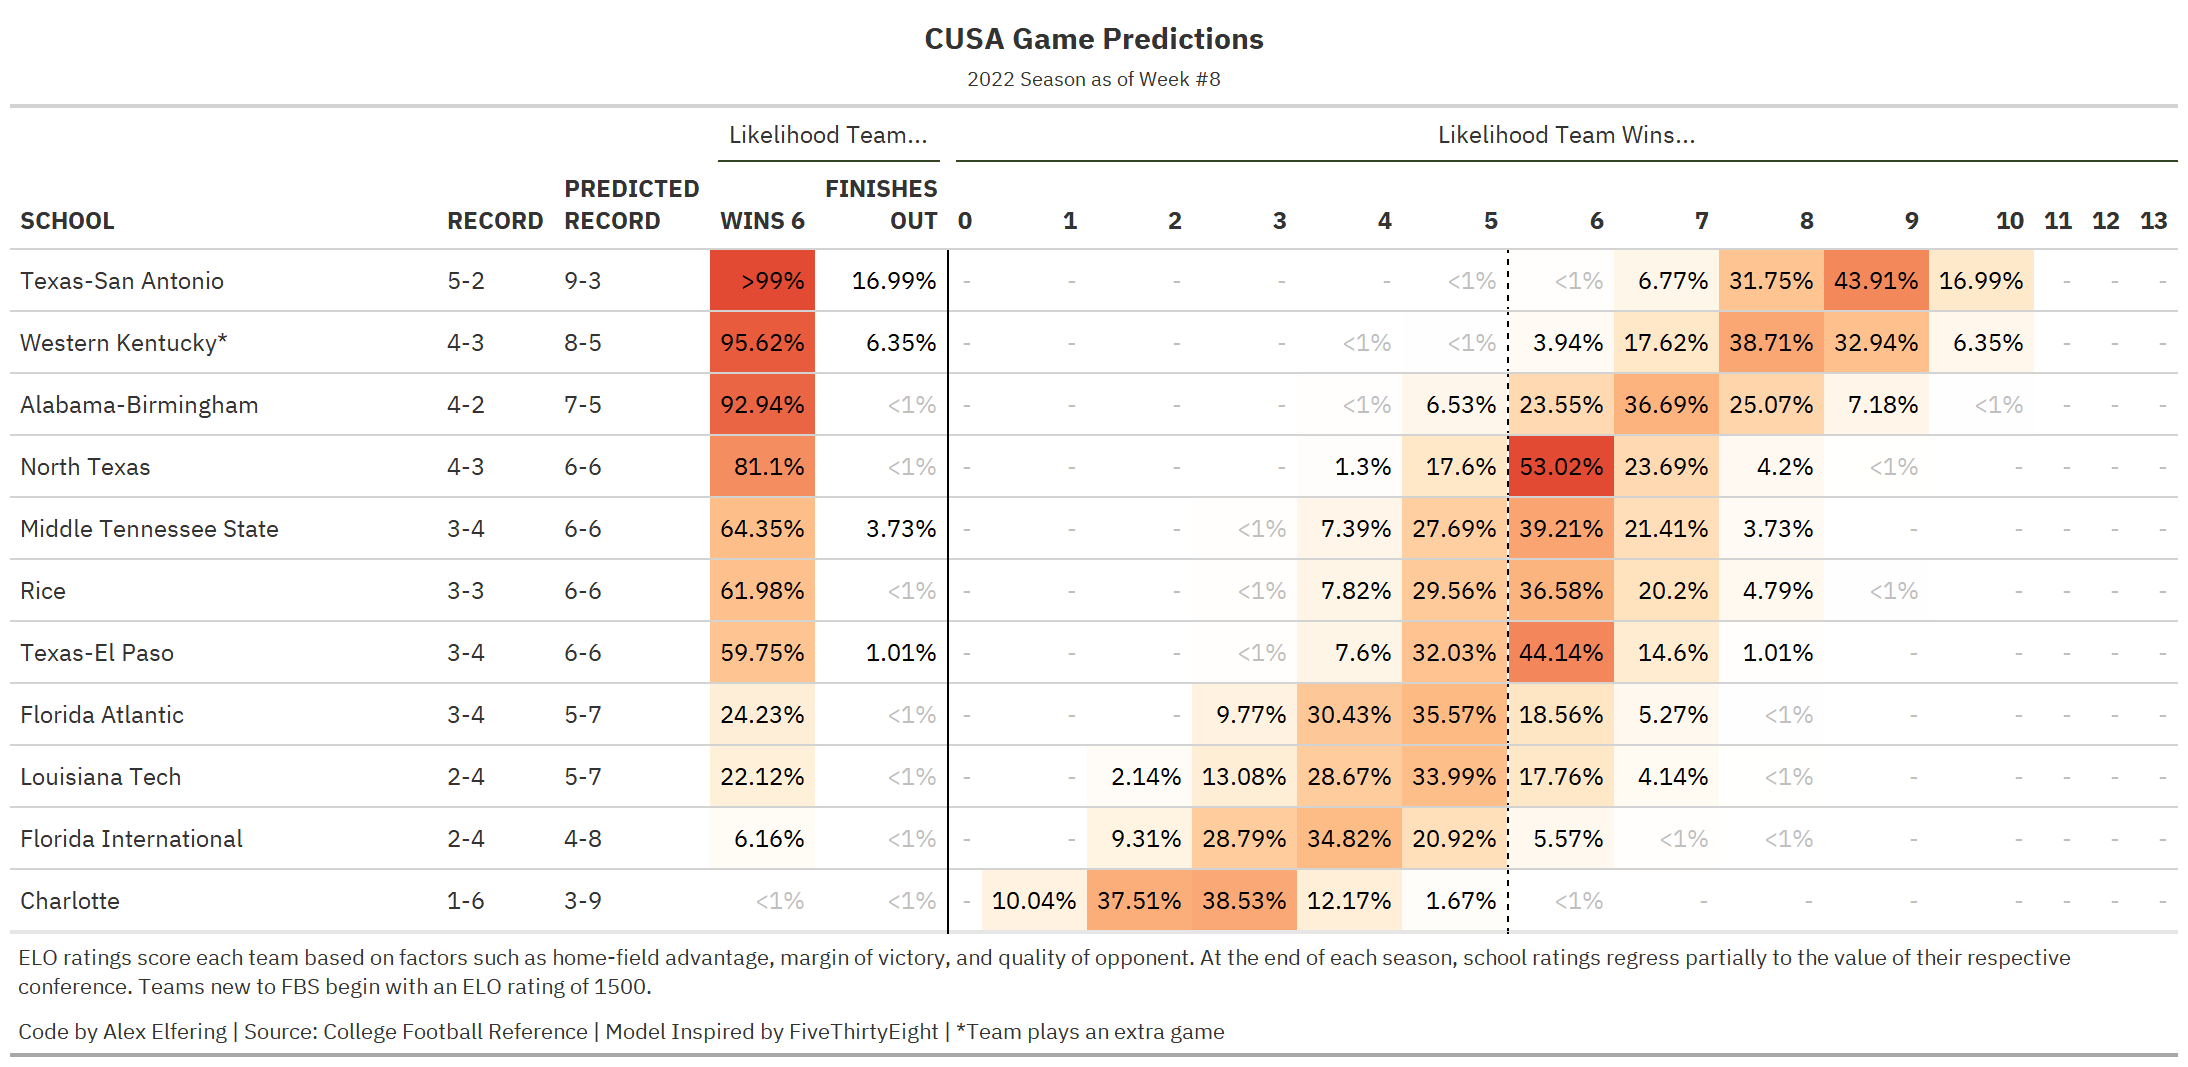 CUSA Game Predictions
2022 Season as of Week #8
Likelihood Team... Likelihood Team Wins...
SCHOOL RECORD PREDICTED RECORD WINS 6 FINISHES OUT 0 1 2 3 4 5 6 7 8 9 10 11 12 13
Texas-San Antonio 5-2 9-3 >99% 16.99% - - - - - <1% <1% 6.77% 31.75% 43.91% 16.99% - - -
Western Kentucky* 4-3 8-5 95.62% 6.35% - - - - <1% <1% 3.94% 17.62% 38.71% 32.94% 6.35% - - -
Alabama-Birmingham 4-2 7-5 92.94% <1% - - - - <1% 6.53% 23.55% 36.69% 25.07% 7.18% <1% - - -
North Texas 4-3 6-6 81.1% <1% - - - - 1.3% 17.6% 53.02% 23.69% 4.2% <1% - - - -
Middle Tennessee State 3-4 6-6 64.35% 3.73% - - - <1% 7.39% 27.69% 39.21% 21.41% 3.73% - - - - -
Rice 3-3 6-6 61.98% <1% - - - <1% 7.82% 29.56% 36.58% 20.2% 4.79% <1% - - - -
Texas-El Paso 3-4 6-6 59.75% 1.01% - - - <1% 7.6% 32.03% 44.14% 14.6% 1.01% - - - - -
Florida Atlantic 3-4 5-7 24.23% <1% - - - 9.77% 30.43% 35.57% 18.56% 5.27% <1% - - - - -
Louisiana Tech 2-4 5-7 22.12% <1% - - 2.14% 13.08% 28.67% 33.99% 17.76% 4.14% <1% - - - - -
Florida International 2-4 4-8 6.16% <1% - - 9.31% 28.79% 34.82% 20.92% 5.57% <1% <1% - - - - -
Charlotte 1-6 3-9 <1% <1% - 10.04% 37.51% 38.53% 12.17% 1.67% <1% - - - - - - -
ELO ratings score each team based on factors such as home-field advantage, margin of victory, and quality of opponent. At the end of each season, school ratings regress partially to the value of their respective
conference. Teams new to FBS begin with an ELO rating of 1500.
Code by Alex Elfering | Source: College Football Reference | Model Inspired by FiveThirtyEight | *Team plays an extra game